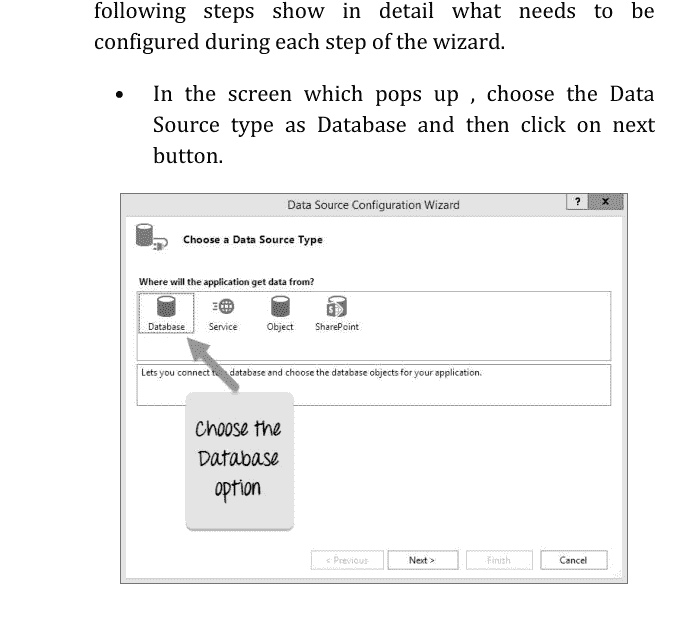 following steps show in detail what needs to be
configured during each step of the wizard.
• In the screen which pops up , choose the Data
Source type as Database and then click on next
button.
Data Source Configuration Wizard
? x
Choose a Data Source Type
Where will the application get data from?
Database Service Object SharePoint
Lets you connect to a database and choose the database objects for your application.
Choose the
Database
option
< Previous Next > Finish Cancel